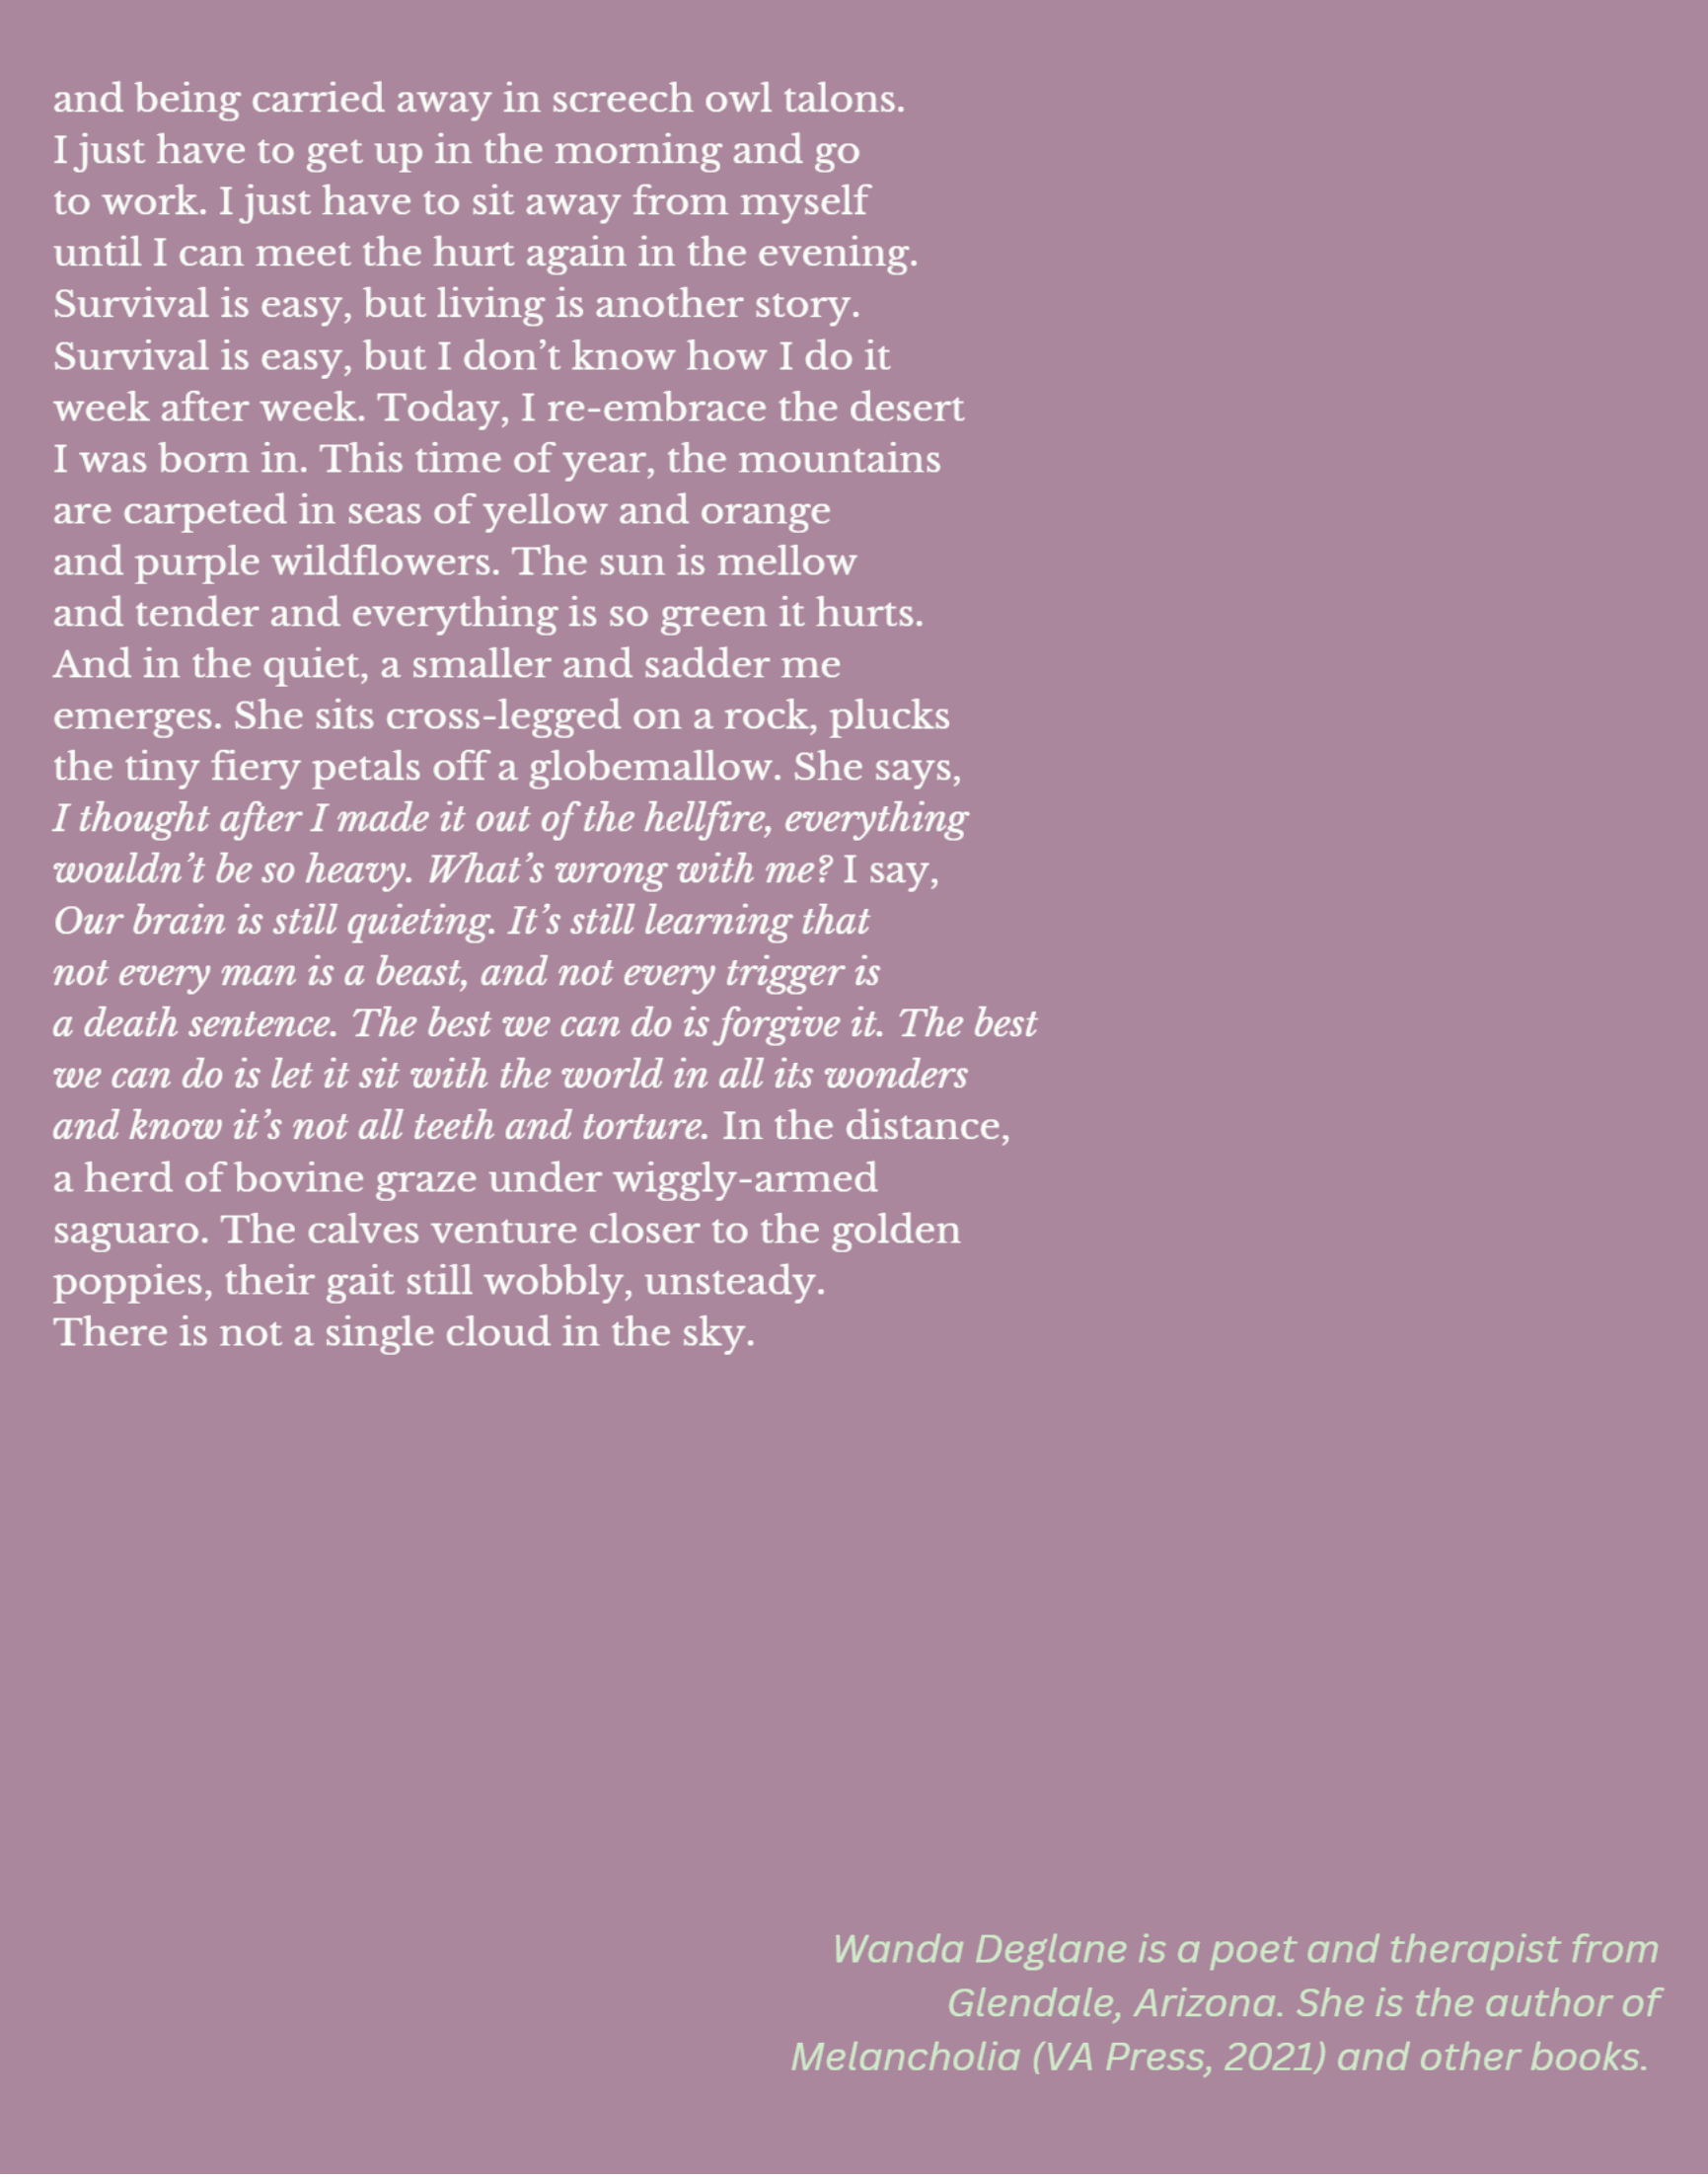 and being carried away in screech owl talons.
I just have to get up in the morning and go
to work. I just have to sit away from myself
until I can meet the hurt again in the evening.
Survival is easy, but living is another story.
Survival is easy, but I don’t know how I do it
week after week. Today, I re-embrace the desert
I was born in. This time of year, the mountains
are carpeted in seas of yellow and orange
and purple wildflowers. The sun is mellow
and tender and everything is so green it hurts.
And in the quiet, a smaller and sadder me
emerges. She sits cross-legged on a rock, plucks
the tiny fiery petals off a globemallow. She says,
I thought after I made it out of the hellfire, everything
wouldn’t be so heavy. What’s wrong with me? I say,
Our brain is still quieting. It’s still learning that
not every man is a beast, and not every trigger is
a death sentence. The best we can do is forgive it. The best
we can do is let it sit with the world in all its wonders
and know it’s not all teeth and torture. In the distance,
a herd of bovine graze under wiggly-armed
saguaro. The calves venture closer to the golden
poppies, their gait still wobbly, unsteady.
There is not a single cloud in the sky.
Wanda Deglane is a poet and therapist from
Glendale, Arizona. She is the author of
Melancholia (VA Press, 2021) and other books.